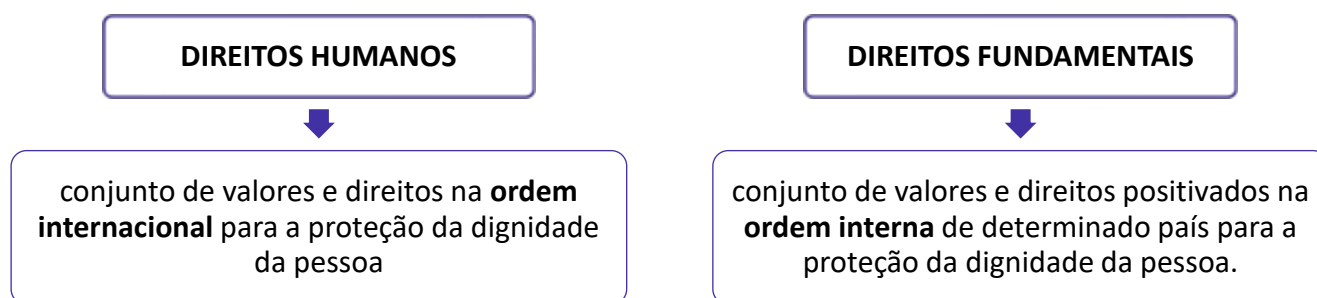 DIREITOS HUMANOS
conjunto de valores e direitos na ordem
internacional para a proteção da dignidade
da pessoa
DIREITOS FUNDAMENTAIS
conjunto de valores e direitos positivados na
ordem interna de determinado país para a
proteção da dignidade da pessoa.